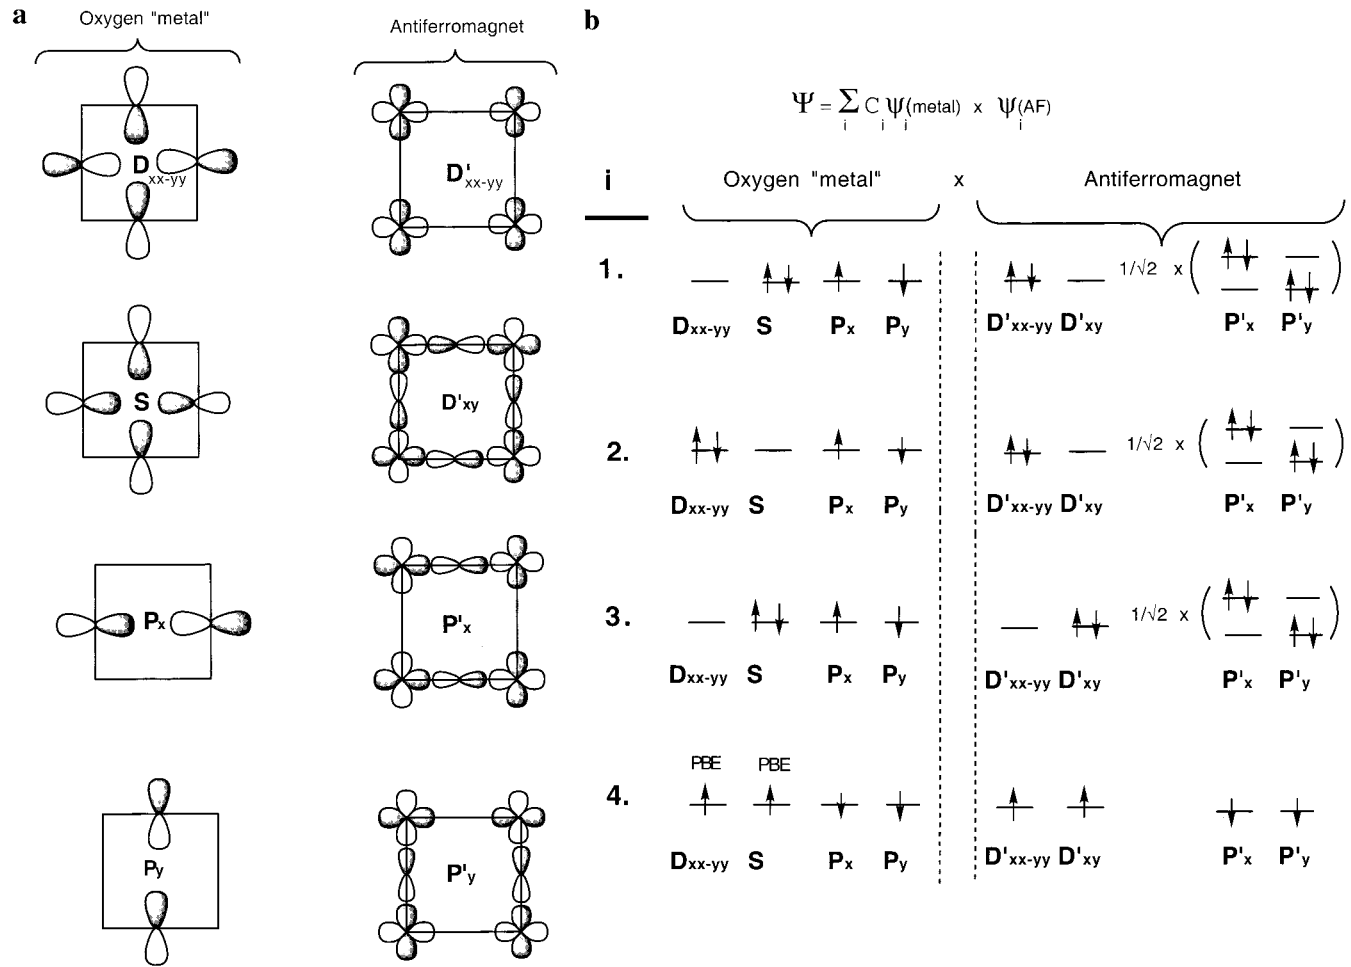 a
Oxygen "metal"
Antiferromagnet
D xx-yy
D' xx-yy
S
D'xy
Px
P'x
Py
P'y
b
Ψ = Σ i C i ψ i (metal) x ψ i (AF)
i
Oxygen "metal" x Antiferromagnet
1.
1/√2 x ( )
Dxx-yy S Px Py D'xx-yy D'xy P'x P'y
2.
1/√2 x ( )
Dxx-yy S Px Py D'xx-yy D'xy P'x P'y
3.
1/√2 x ( )
Dxx-yy S Px Py D'xx-yy D'xy P'x P'y
PBE PBE
4.
Dxx-yy S Px Py D'xx-yy D'xy P'x P'y